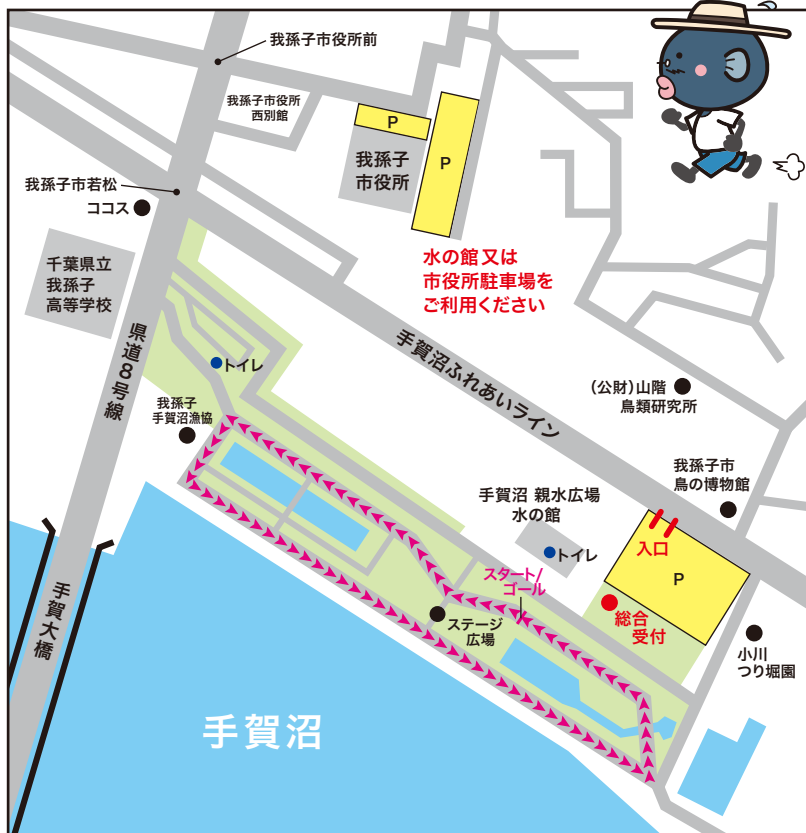 我孫子市役所前
我孫子市役所
西別館
P
P
我孫子
市役所
我孫子市若松
ココス
千葉県立
我孫子
高等学校
水の館又は
市役所駐車場を
ご利用ください
県道8号線
手賀沼ふれあいライン
トイレ
(公財)山階
鳥類研究所
我孫子
手賀沼漁協
我孫子市
鳥の博物館
手賀沼 親水広場
水の館
トイレ
入口
P
スタート/
ゴール
総合
受付
ステージ
広場
小川
つり堀園
手賀大橋
手賀沼